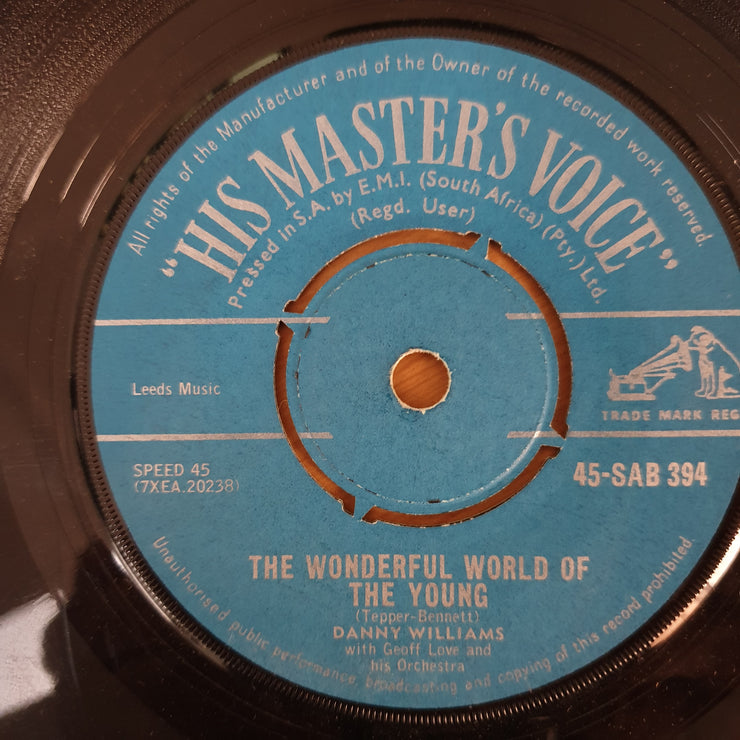 All rights of the Manufacturer and of the Owner of the recorded work reserved.
"HIS MASTER'S VOICE"
Pressed in S.A. by E.M.I. (South Africa) (Pty.) Ltd.
(Regd. User)
Leeds Music
TRADE MARK REG
SPEED 45
(7XEA.20238)
45-SAB 394
THE WONDERFUL WORLD OF
THE YOUNG
(Tepper-Bennett)
DANNY WILLIAMS
with Geoff Love and
his Orchestra
Unauthorised public performance, broadcasting and copying of this record prohibited.